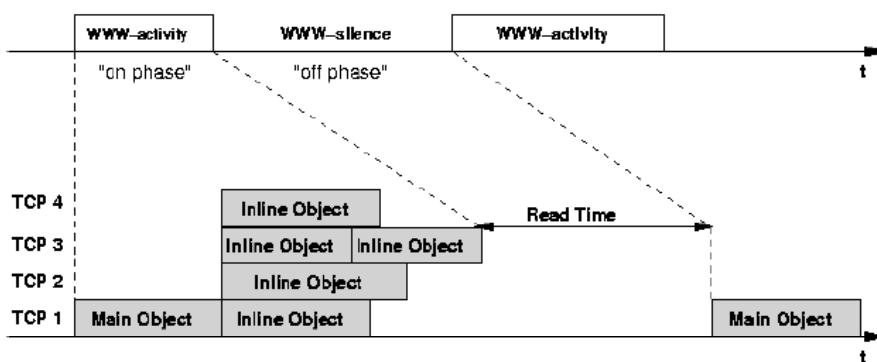 WWW–activity WWW–silence WWW–activity
t
"on phase" "off phase"
TCP 4 Inline Object
Read Time
TCP 3 Inline Object Inline Object
TCP 2 Inline Object
TCP 1 Main Object Inline Object Main Object
t